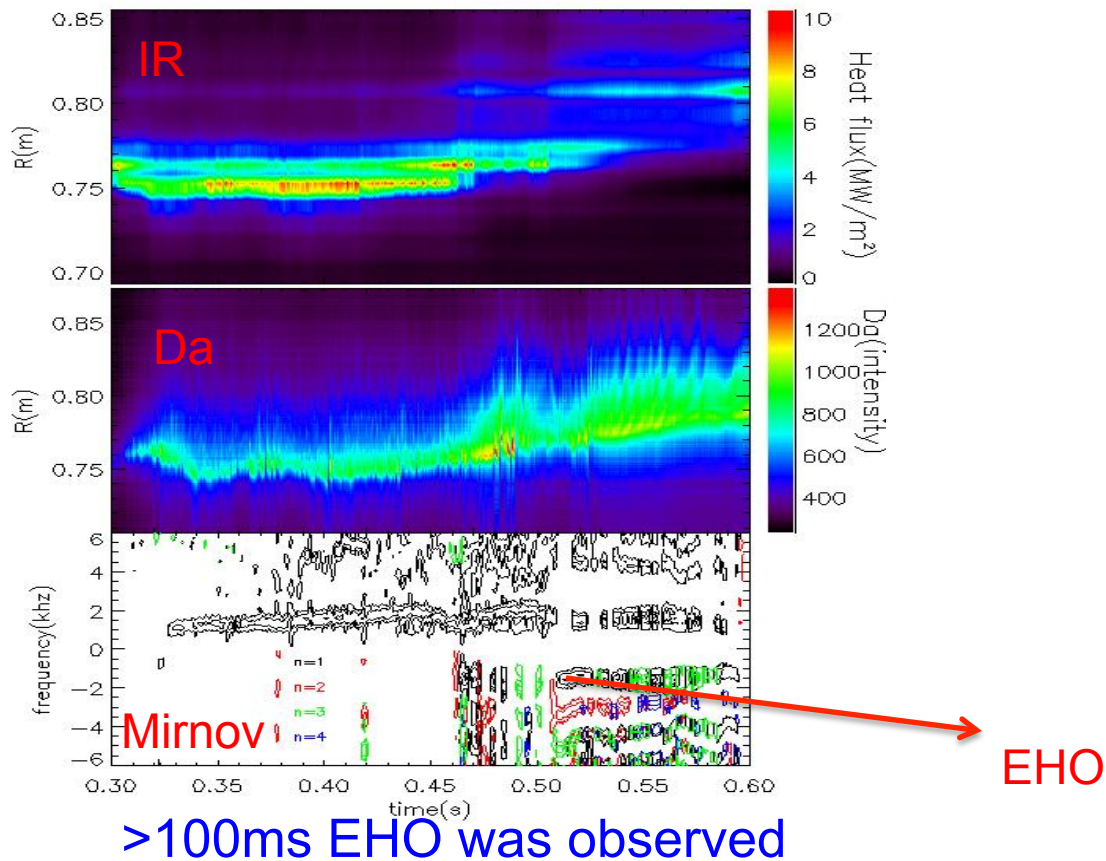 0.85
0.80
0.75
0.70
R(m)
IR
10
8
6
4
2
0
Heat flux(MW/m²)
0.85
0.80
0.75
R(m)
Da
1200
1000
800
600
400
Da(intensity)
6
4
2
0
−2
−4
−6
frequency(khz)
n=1
n=2
n=3
n=4
Mirnov
EHO
0.30 0.35 0.40 0.45 0.50 0.55 0.60
time(s)
>100ms EHO was observed